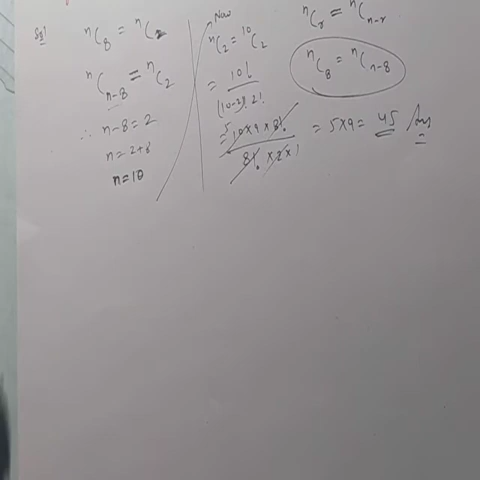 Sol
ⁿC₈ = ⁿC₂
ⁿCₙ₋₈ = ⁿC₂
∴ n-8 = 2
n = 2+8
n = 10
Now
ⁿC₂ = ¹⁰C₂
= 10! / (10-2)! 2!
= 10×9×8! / 8! ×2×1 = 5×9 = 45 Ans
5
ⁿCᵣ = ⁿCₙ₋ᵣ
ⁿC₈ = ⁿCₙ₋₈